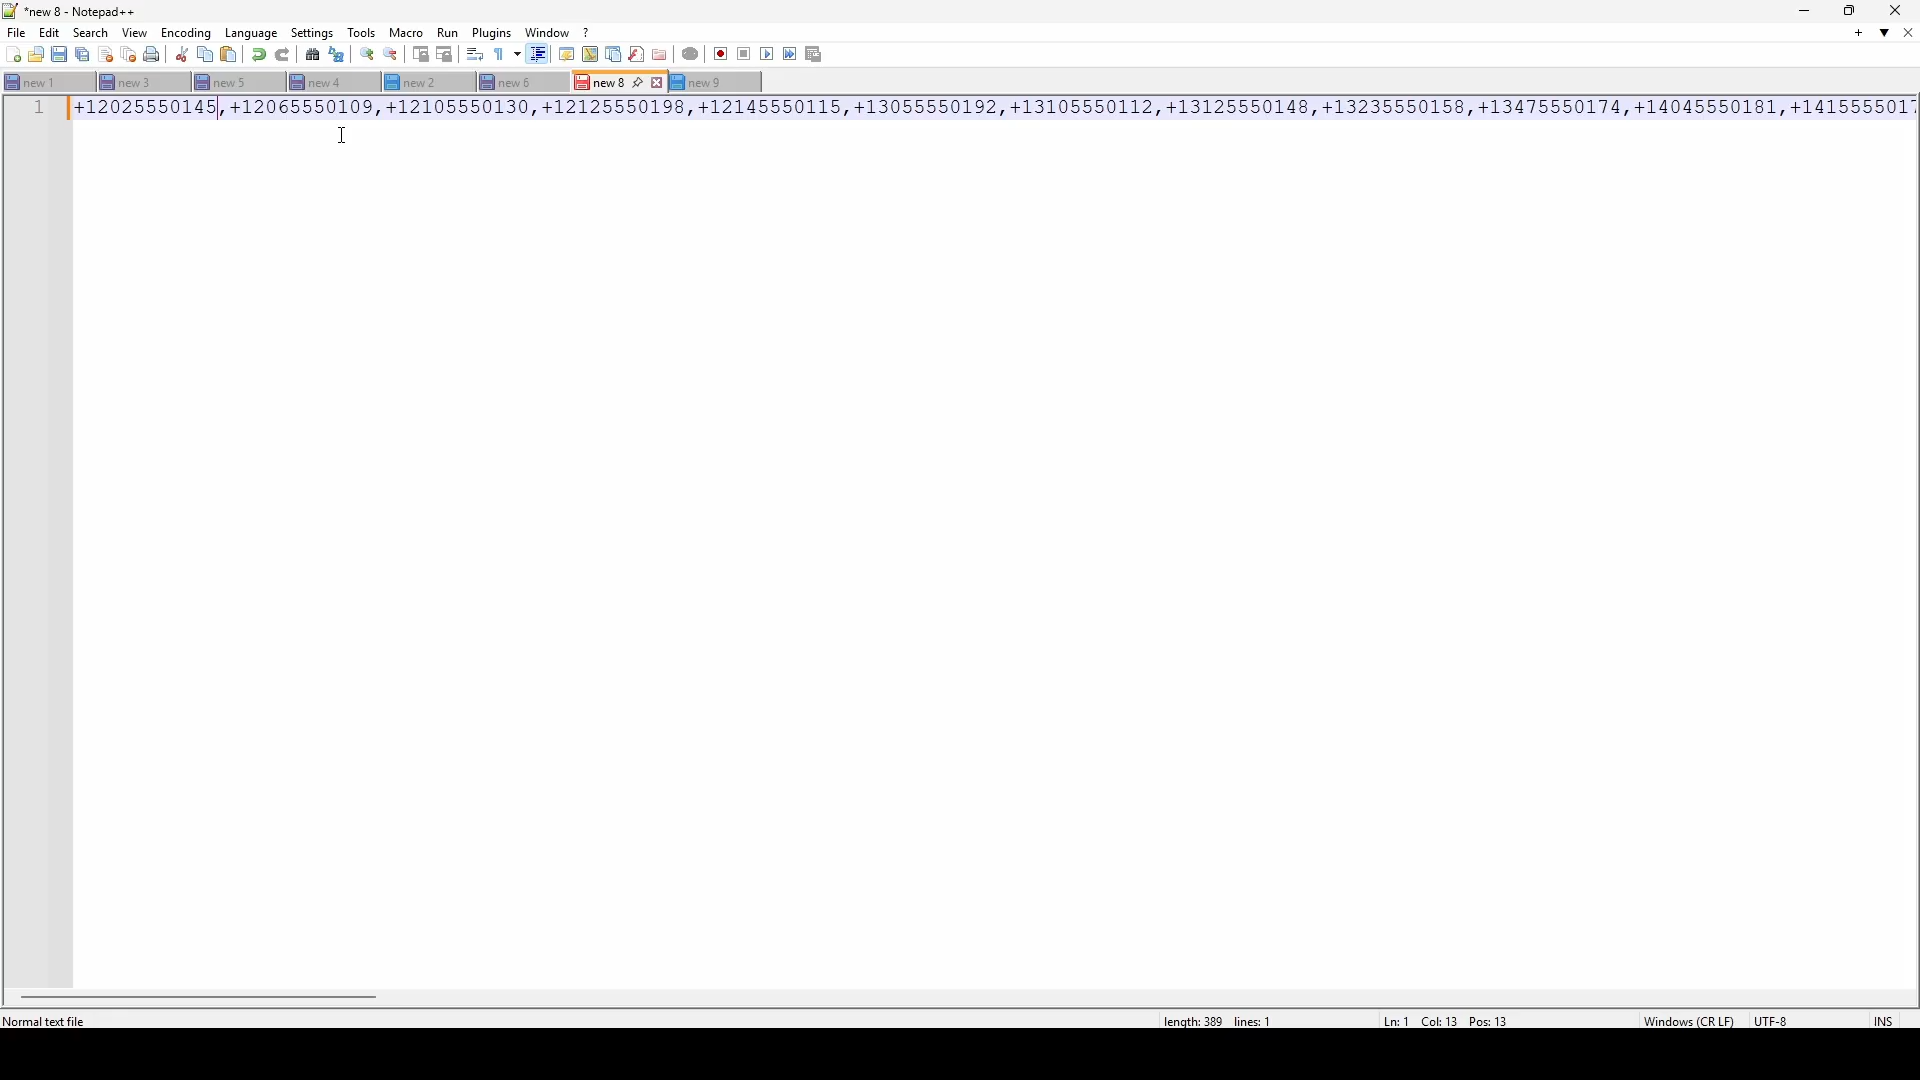 *new 8 - Notepad++
File Edit Search View Encoding Language Settings Tools Macro Run Plugins Window ?
new 1 new 3 new 5 new 4 new 2 new 6 new 8 new 9
1 +12025550145,+12065550109,+12105550130,+12125550198,+12145550115,+13055550192,+13105550112,+13125550148,+13235550158,+13475550174,+14045550181,+1415555017
Normal text file length: 389 lines: 1 Ln: 1 Col: 13 Pos: 13 Windows (CR LF) UTF-8 INS